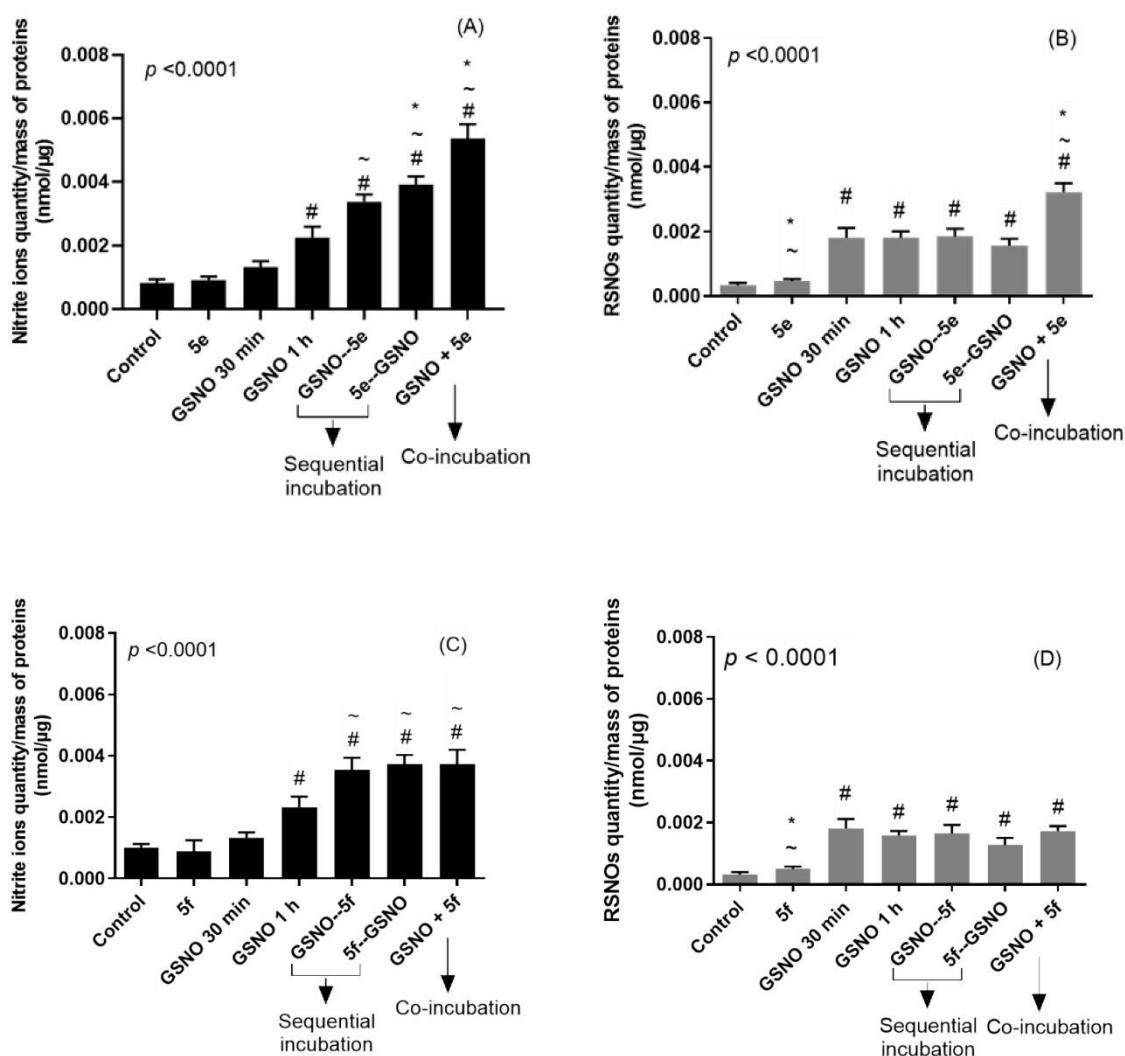 Nitrite ions quantity/mass of proteins
(nmol/µg)
0.008
0.006
0.004
0.002
0.000
p <0.0001
(A)
#
~
#
*
~
#
*
~
#
Control
5e
GSNO 30 min
GSNO 1 h
GSNO--5e
5e--GSNO
GSNO + 5e
Sequential
incubation
Co-incubation
RSNOs quantity/mass of proteins
(nmol/µg)
0.008
0.006
0.004
0.002
0.000
p <0.0001
(B)
*
~
#
#
#
#
*
~
#
Control
5e
GSNO 30 min
GSNO 1 h
GSNO--5e
5e--GSNO
GSNO + 5e
Sequential
incubation
Co-incubation
Nitrite ions quantity/mass of proteins
(nmol/µg)
0.008
0.006
0.004
0.002
0.000
p <0.0001
(C)
#
~
#
~
#
~
#
Control
5f
GSNO 30 min
GSNO 1 h
GSNO--5f
5f--GSNO
GSNO + 5f
Sequential
incubation
Co-incubation
RSNOs quantity/mass of proteins
(nmol/µg)
0.008
0.006
0.004
0.002
0.000
p < 0.0001
(D)
*
~
#
#
#
#
#
Control
5f
GSNO 30 min
GSNO 1 h
GSNO--5f
5f--GSNO
GSNO + 5f
Sequential
incubation
Co-incubation